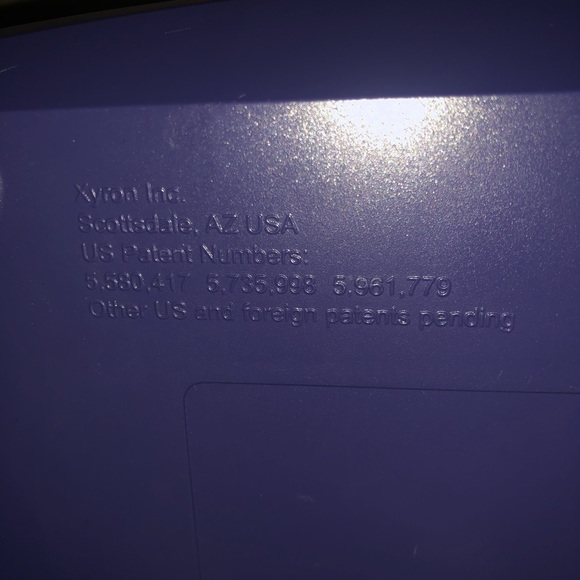 Xyron Inc.
Scottsdale, AZ USA
US Patent Numbers:
5,580,417 5,735,998 5,961,779
Other US and foreign patents pending